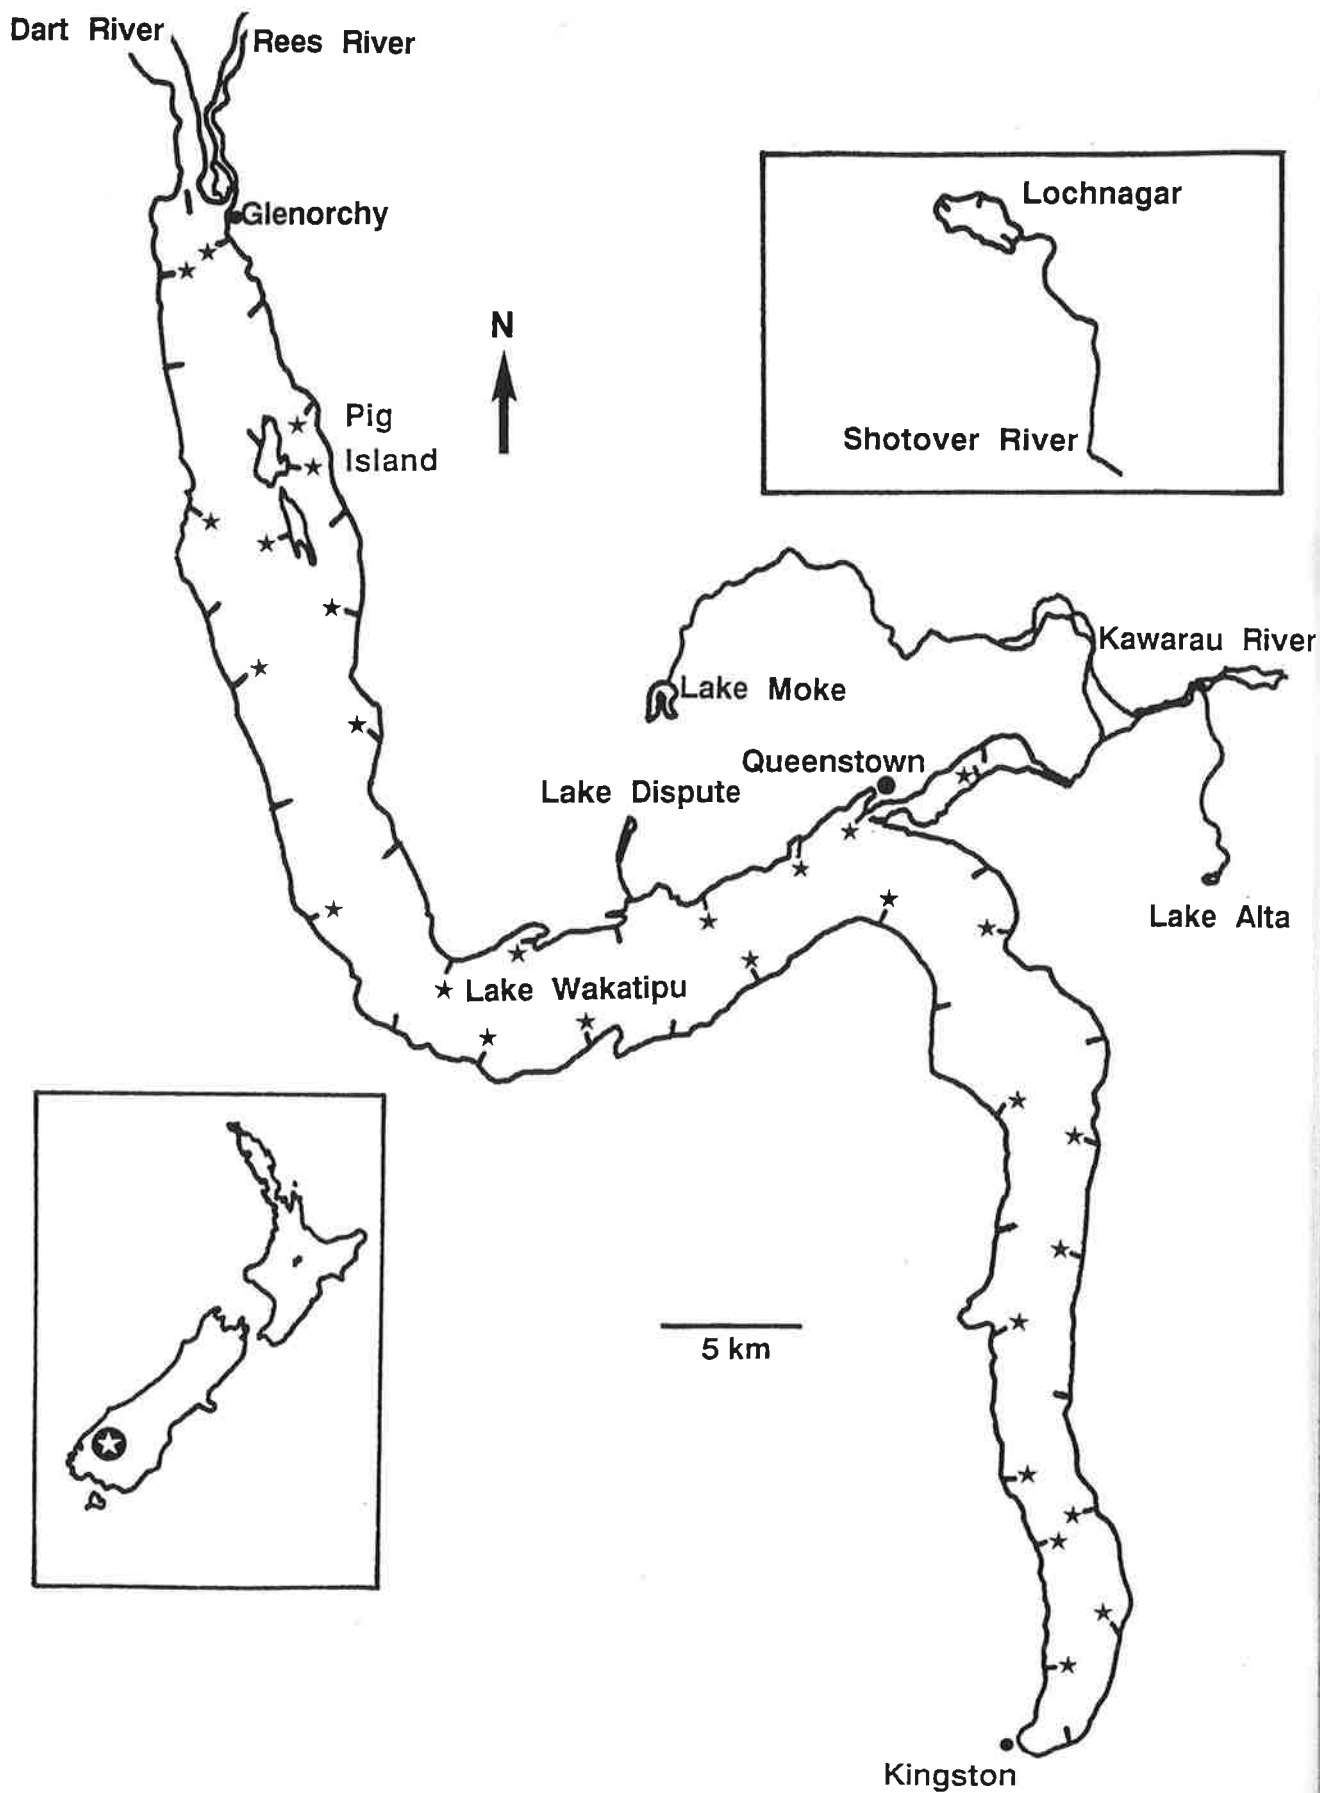 Dart River
Rees River
Glenorchy
Lochnagar
N
Pig
Island
Shotover River
Kawarau River
Lake Moke
Queenstown
Lake Dispute
Lake Alta
Lake Wakatipu
5 km
Kingston